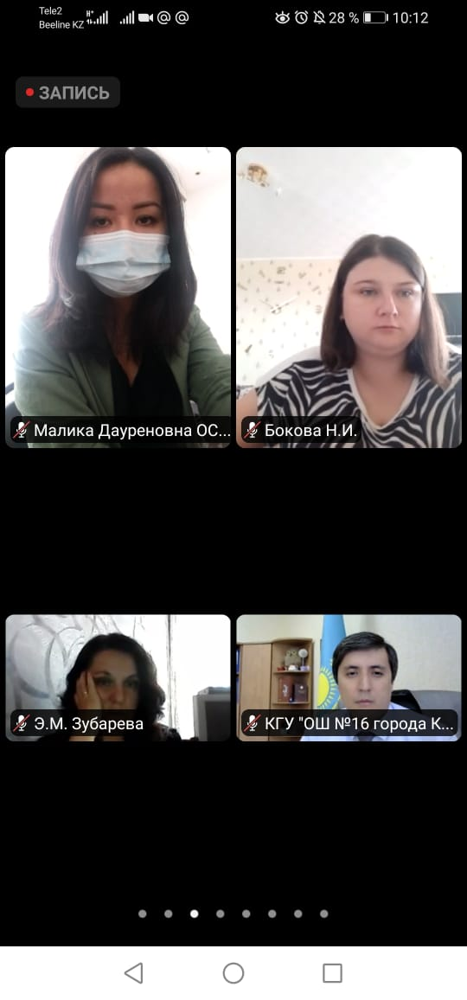 Tele2
Beeline KZ
28 % 10:12
ЗАПИСЬ
Малика Дауреновна ОС...
Бокова Н.И.
Э.М. Зубарева
КГУ "ОШ №16 города К...